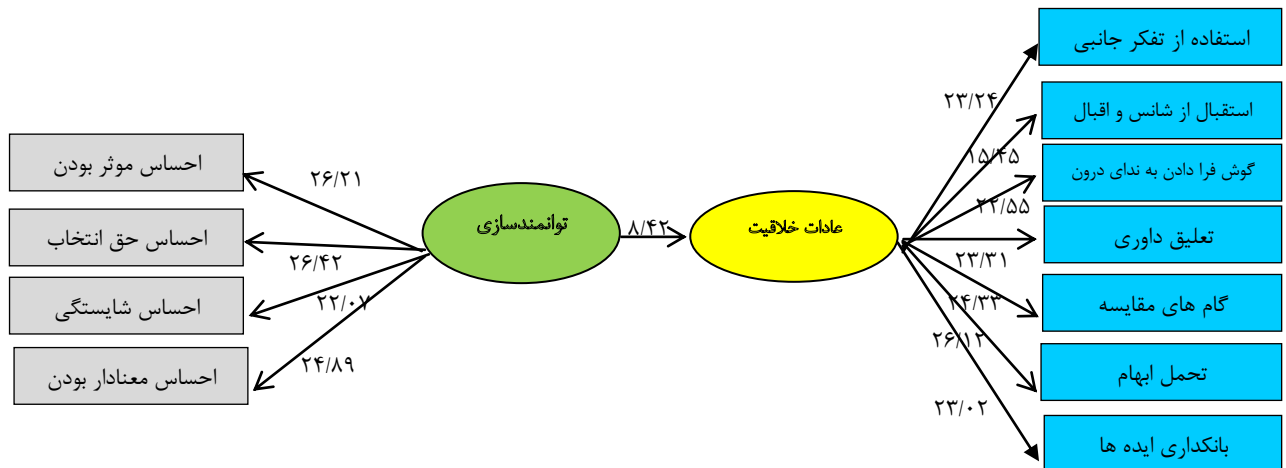 استفاده از تفکر جانبی
۲۳/۲۴
استقبال از شانس و اقبال
۱۵/۴۵
گوش فرا دادن به ندای درون
۲۲/۵۵
تعلیق داوری
۲۳/۳۱
گام های مقایسه
۲۴/۳۳
تحمل ابهام
۲۶/۱۲
بانکداری ایده ها
۲۳/۰۲
عادات خلاقیت
۸/۴۲
توانمندسازی
احساس موثر بودن
۲۶/۲۱
احساس حق انتخاب
۲۶/۴۲
احساس شایستگی
۲۲/۰۷
احساس معنادار بودن
۲۴/۸۹